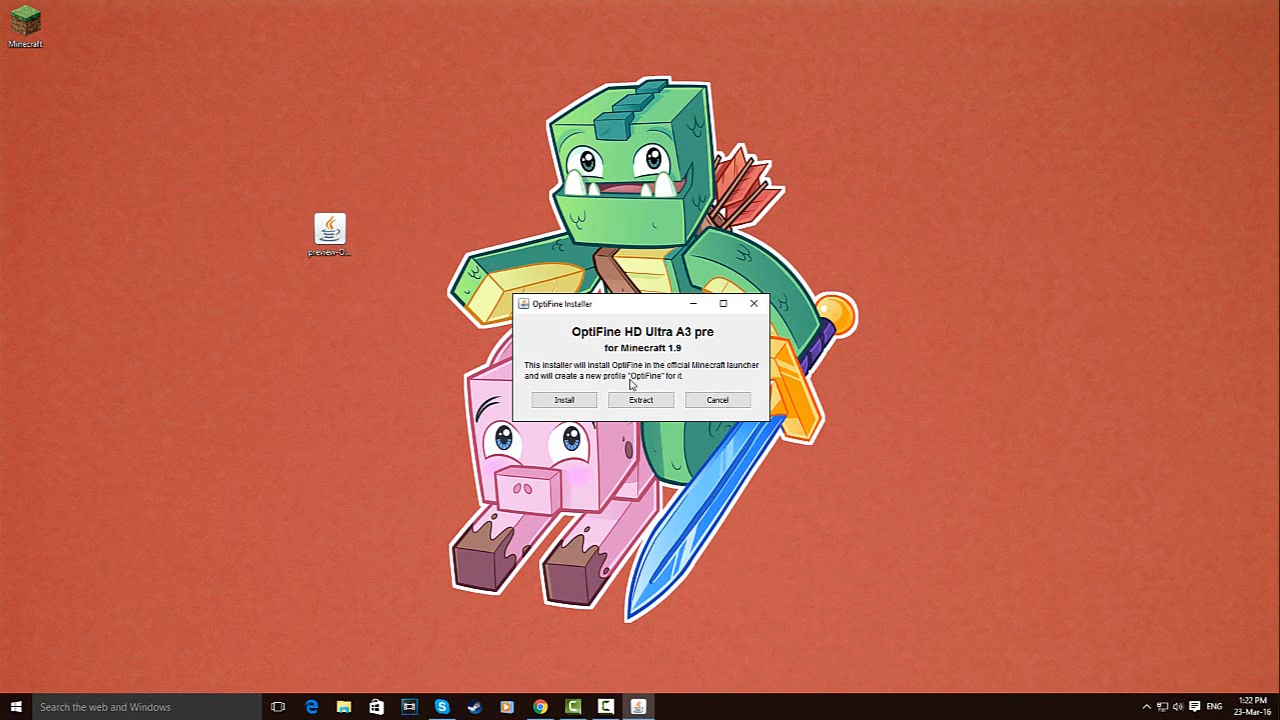 Minecraft
preview-O...
OptiFine Installer
OptiFine HD Ultra A3 pre
for Minecraft 1.9
This installer will install OptiFine in the official Minecraft launcher
and will create a new profile "OptiFine" for it.
Install
Extract
Cancel
Search the web and Windows
ENG
1:22 PM
23-Mar-16